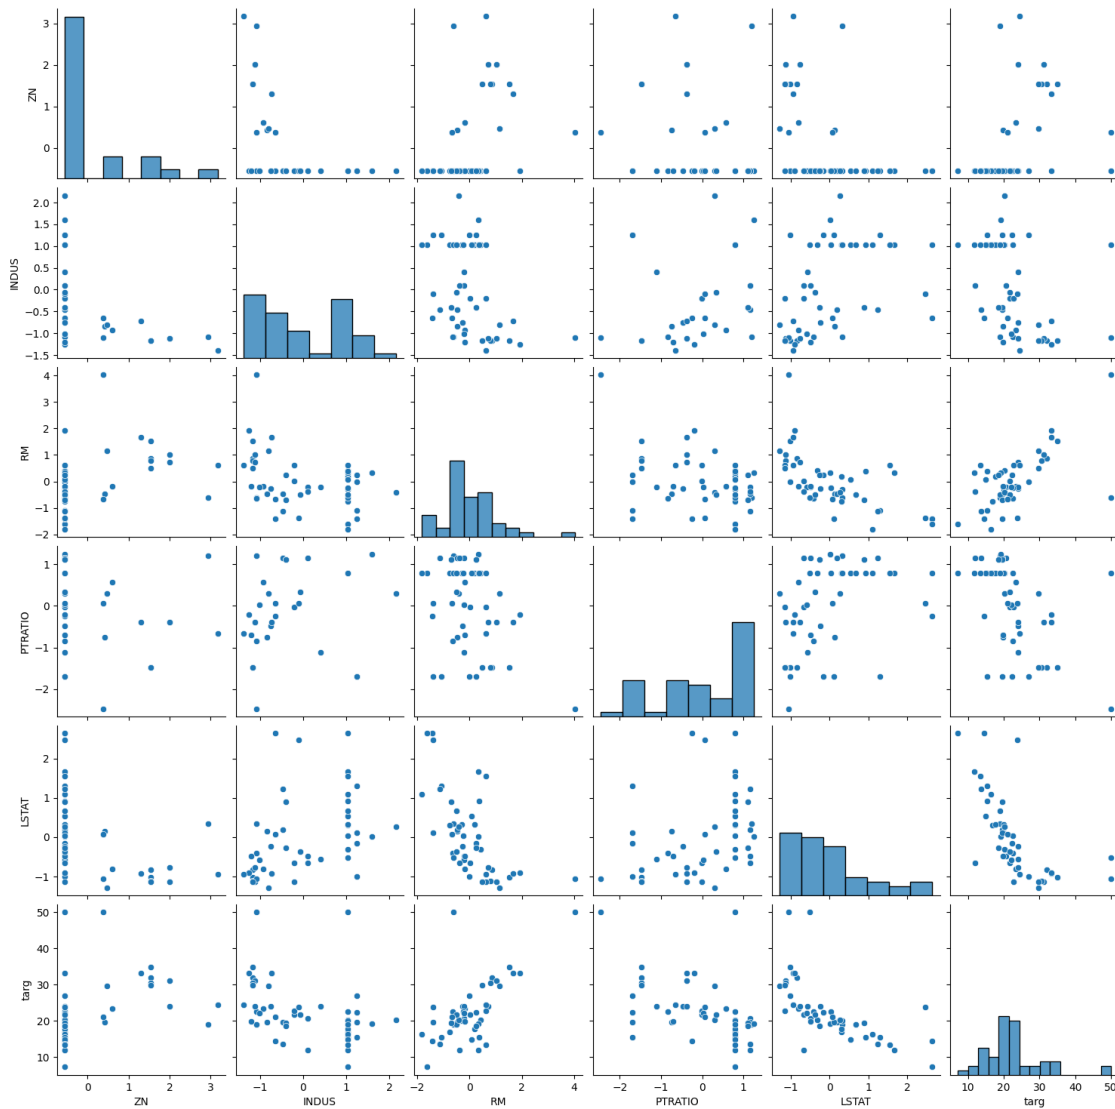 3
2
1
0
ZN
2.0
1.5
1.0
0.5
0.0
−0.5
−1.0
−1.5
INDUS
4
3
2
1
0
−1
−2
RM
1
0
−1
−2
PTRATIO
2
1
0
−1
LSTAT
50
40
30
20
10
targ
0 1 2 3
−1 0 1 2
−2 0 2 4
−2 −1 0 1
−1 0 1 2
10 20 30 40 50
ZN INDUS RM PTRATIO LSTAT targ